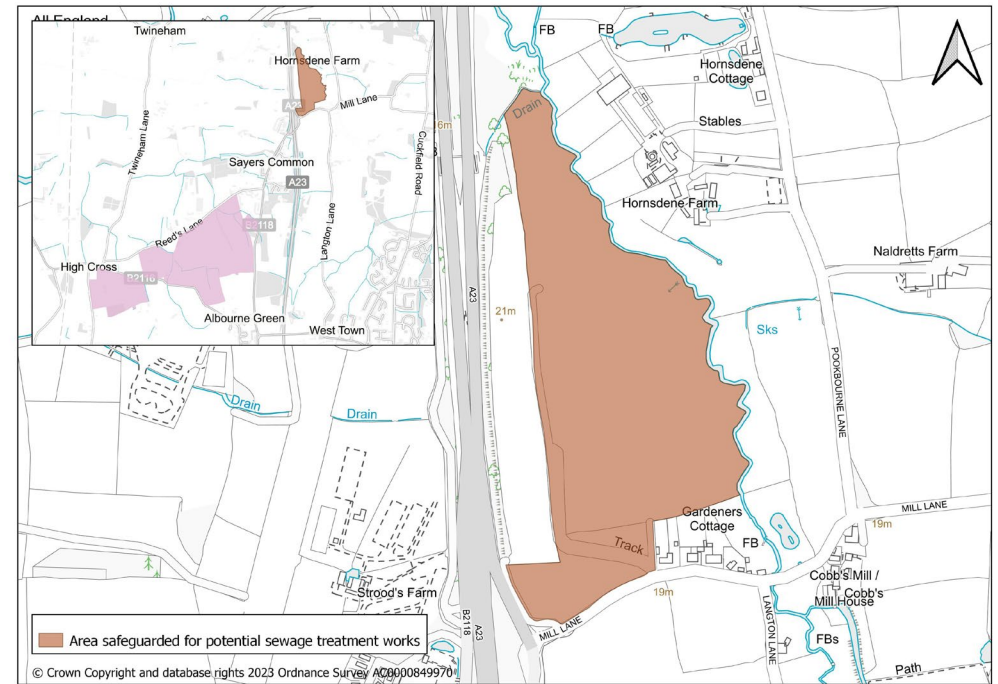 All England
Twineham
Hornsdene Farm
A23
Mill Lane
Twineham Lane
Cuckfield Road
Sayers Common
A23
Reed's Lane
B2118
Langton Lane
High Cross
B2116
Albourne Green
West Town
FB
FB
Hornsdene
Cottage
Drain
Stables
Hornsdene Farm
Naldretts Farm
A23
21m
Sks
POOKBOURNE LANE
Drain
Drain
Gardeners
Cottage
MILL LANE
19m
FB
Track
Cobb's Mill /
Mill House
Cobb's
Strood's Farm
19m
LANGTON LANE
MILL LANE
B2118
A23
FBs
Path
Area safeguarded for potential sewage treatment works
© Crown Copyright and database rights 2023 Ordnance Survey AC0000849970